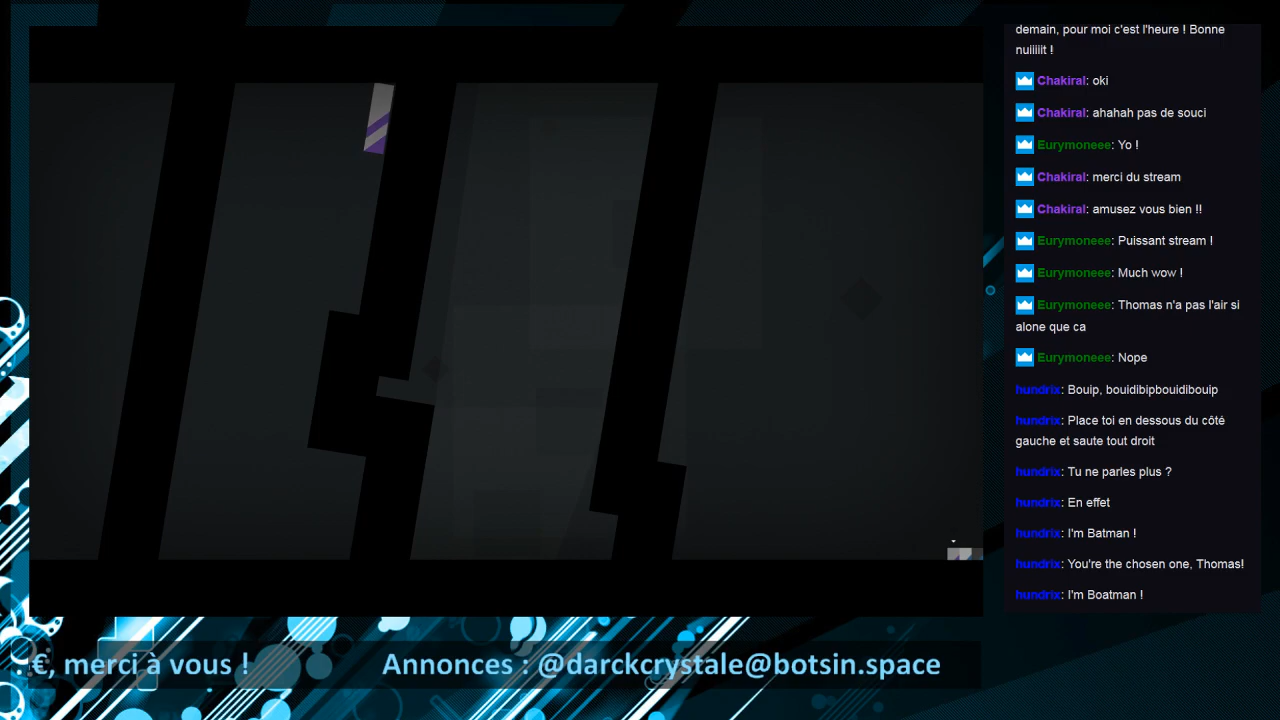 demain, pour moi c'est l'heure ! Bonne
nuiiiit !
Chakiral: oki
Chakiral: ahahah pas de souci
Eurymoneee: Yo !
Chakiral: merci du stream
Chakiral: amusez vous bien !!
Eurymoneee: Puissant stream !
Eurymoneee: Much wow !
Eurymoneee: Thomas n'a pas l'air si
alone que ca
Eurymoneee: Nope
hundrix: Bouip, bouidibipbouidibouip
hundrix: Place toi en dessous du côté
gauche et saute tout droit
hundrix: Tu ne parles plus ?
hundrix: En effet
hundrix: I'm Batman !
hundrix: You're the chosen one, Thomas!
hundrix: I'm Boatman !
€, merci à vous ! Annonces : @darckcrystale@botsin.space